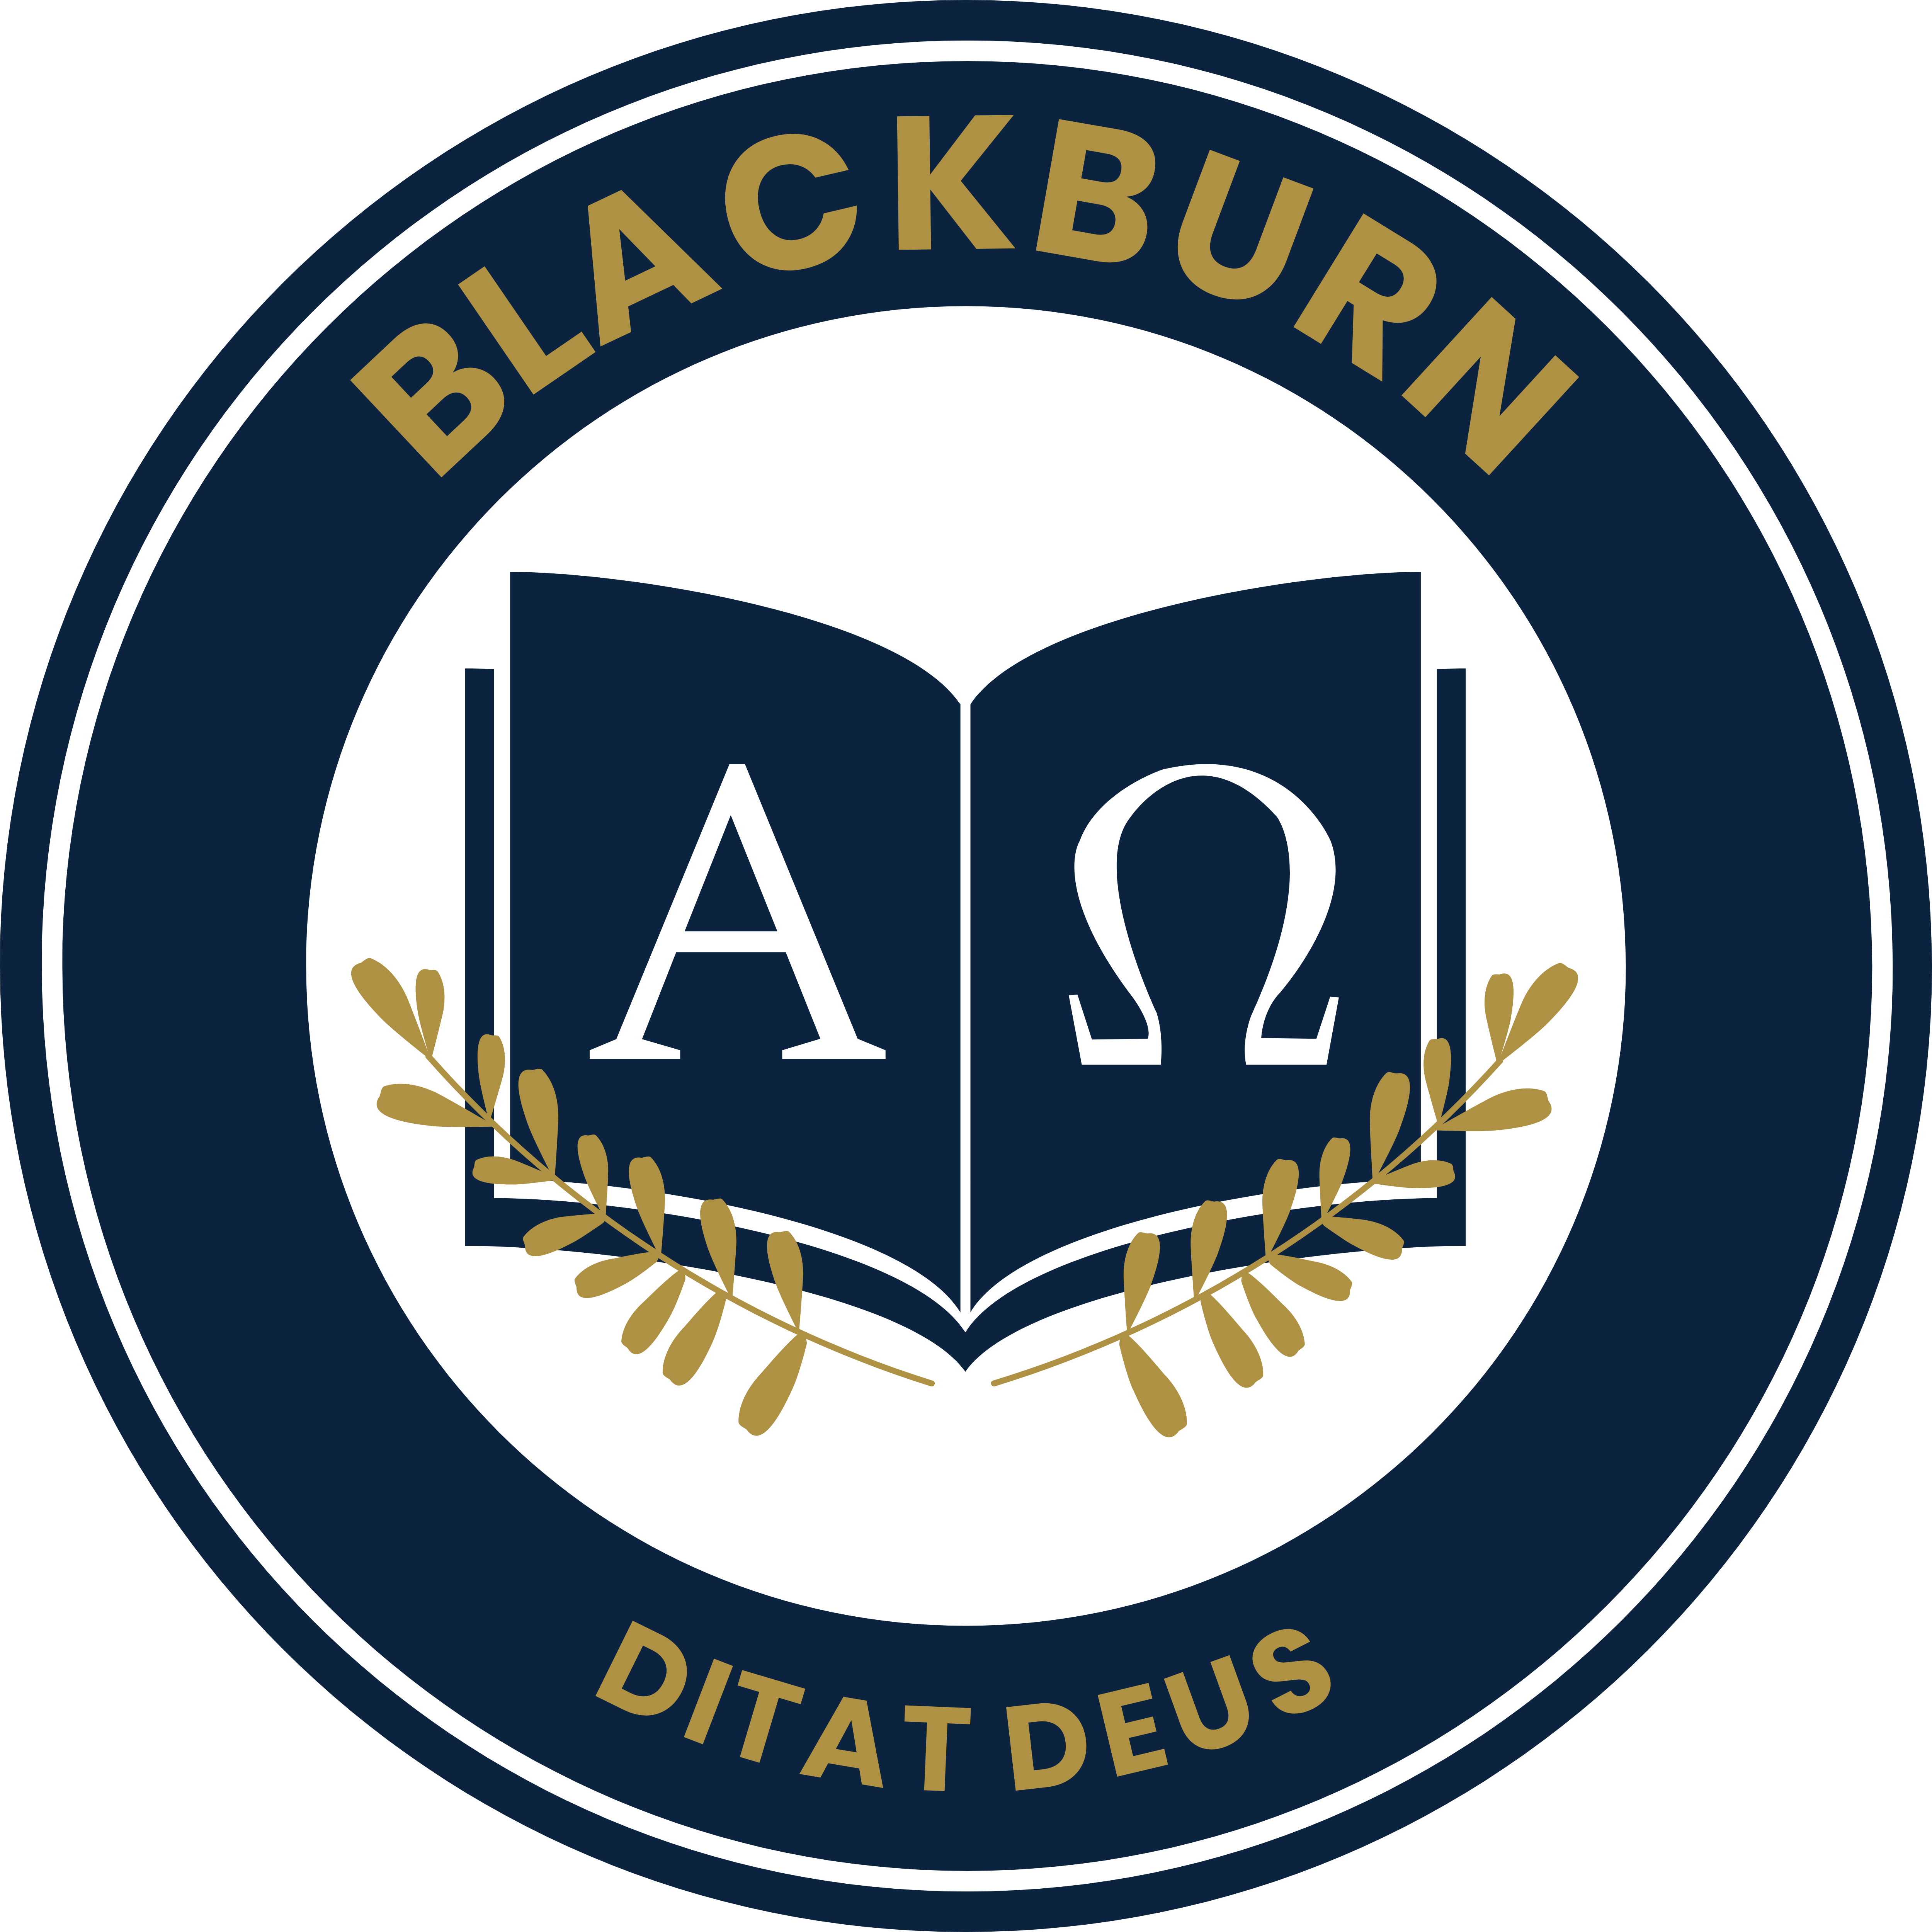 BLACKBURN
Α Ω
DITAT DEUS